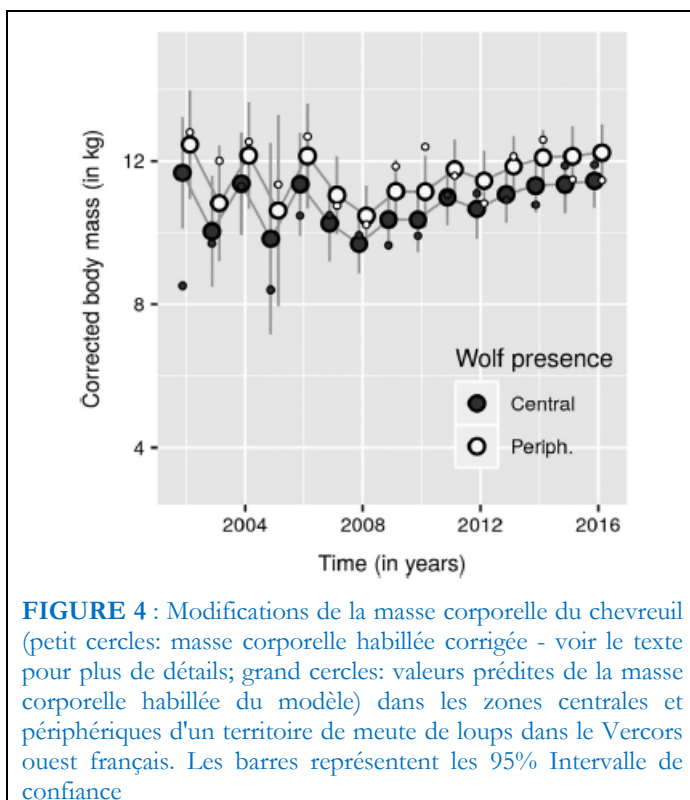 Corrected body mass (in kg)
12
8
4
Wolf presence
Central
Periph.
2004
2008
2012
2016
Time (in years)
FIGURE 4 : Modifications de la masse corporelle du chevreuil
(petit cercles: masse corporelle habillée corrigée - voir le texte
pour plus de détails; grand cercles: valeurs prédites de la masse
corporelle habillée du modèle) dans les zones centrales et
périphériques d'un territoire de meute de loups dans le Vercors
ouest français. Les barres représentent les 95% Intervalle de
confiance